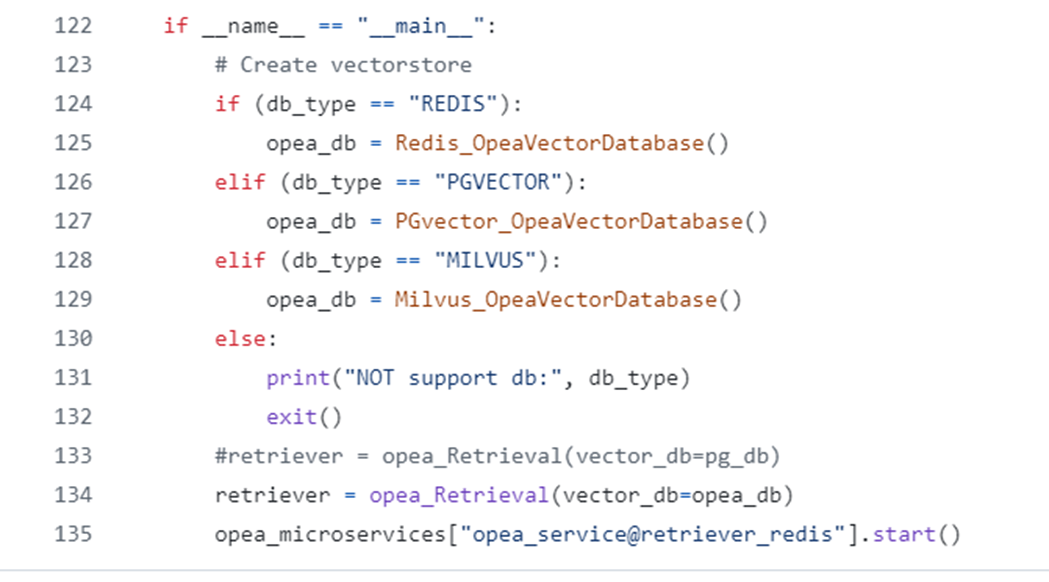 122 if __name__ == "__main__":
123 # Create vectorstore
124 if (db_type == "REDIS"):
125 opea_db = Redis_OpeaVectorDatabase()
126 elif (db_type == "PGVECTOR"):
127 opea_db = PGvector_OpeaVectorDatabase()
128 elif (db_type == "MILVUS"):
129 opea_db = Milvus_OpeaVectorDatabase()
130 else:
131 print("NOT support db:", db_type)
132 exit()
133 #retriever = opea_Retrieval(vector_db=pg_db)
134 retriever = opea_Retrieval(vector_db=opea_db)
135 opea_microservices["opea_service@retriever_redis"].start()